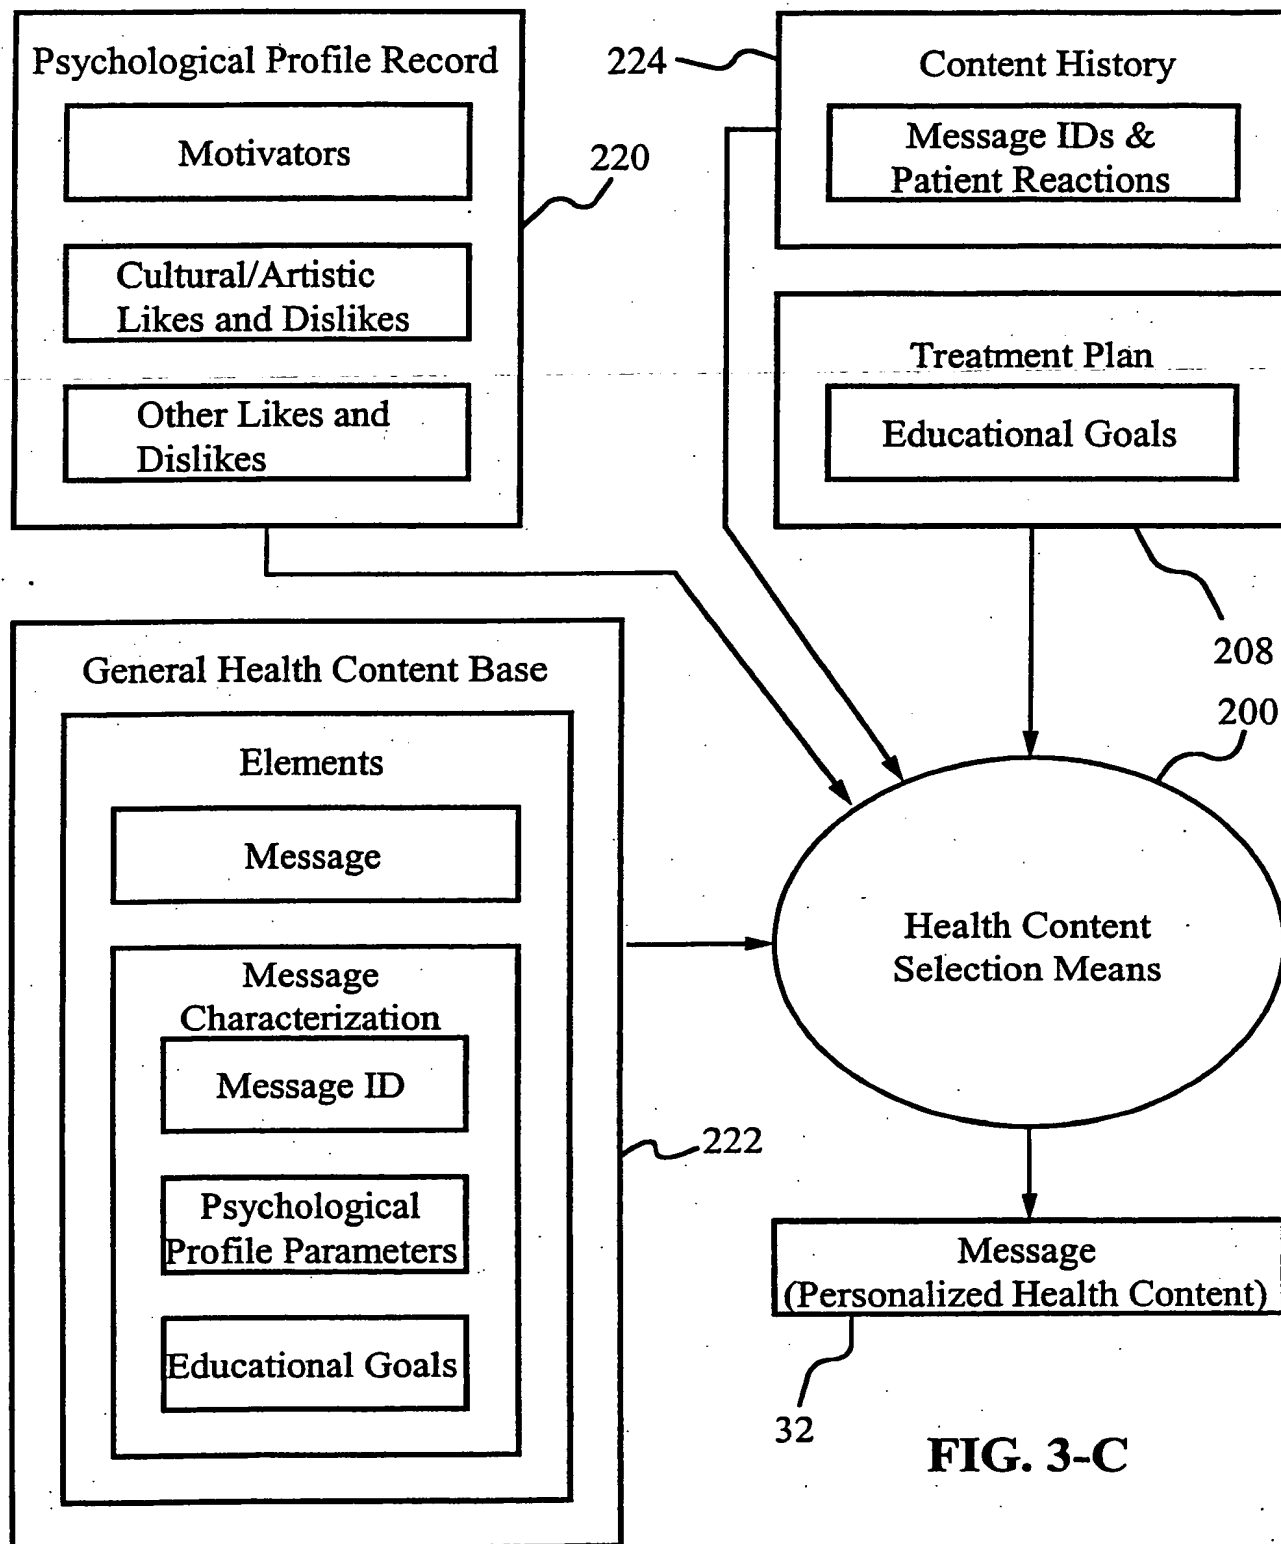 Psychological Profile Record
Motivators
Cultural/Artistic
Likes and Dislikes
Other Likes and
Dislikes
220
224
Content History
Message IDs &
Patient Reactions
Treatment Plan
Educational Goals
208
200
General Health Content Base
Elements
Message
Message
Characterization
Message ID
Psychological
Profile Parameters
Educational Goals
222
Health Content
Selection Means
Message
(Personalized Health Content)
32
FIG. 3-C